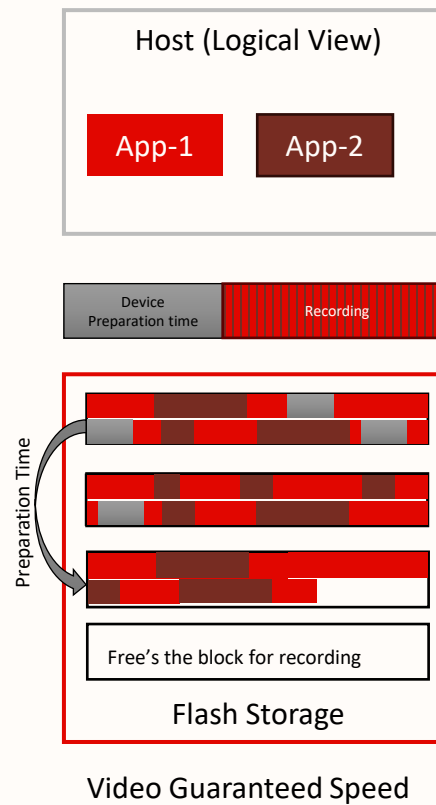 Host (Logical View)
App-1
App-2
Device
Preparation time
Recording
Preparation Time
Free's the block for recording
Flash Storage
Video Guaranteed Speed